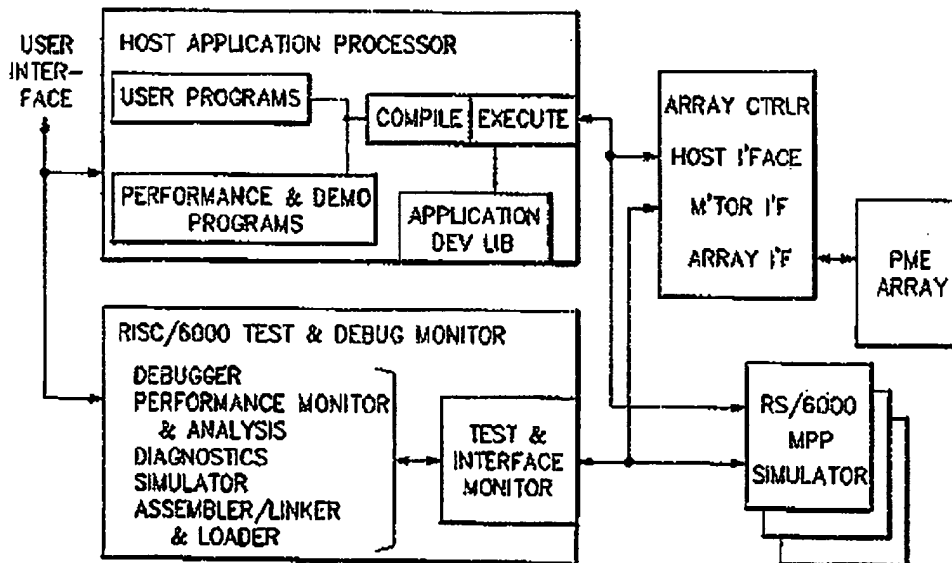 USER
INTER-
FACE
HOST APPLICATION PROCESSOR
USER PROGRAMS
COMPILE
EXECUTE
PERFORMANCE & DEMO
PROGRAMS
APPLICATION
DEV LIB
ARRAY CTRLR
HOST I'FACE
M'TOR I'F
ARRAY I'F
PME
ARRAY
RISC/6000 TEST & DEBUG MONITOR
DEBUGGER
PERFORMANCE MONITOR
& ANALYSIS
DIAGNOSTICS
SIMULATOR
ASSEMBLER/LINKER
& LOADER
TEST &
INTERFACE
MONITOR
RS/6000
MPP
SIMULATOR